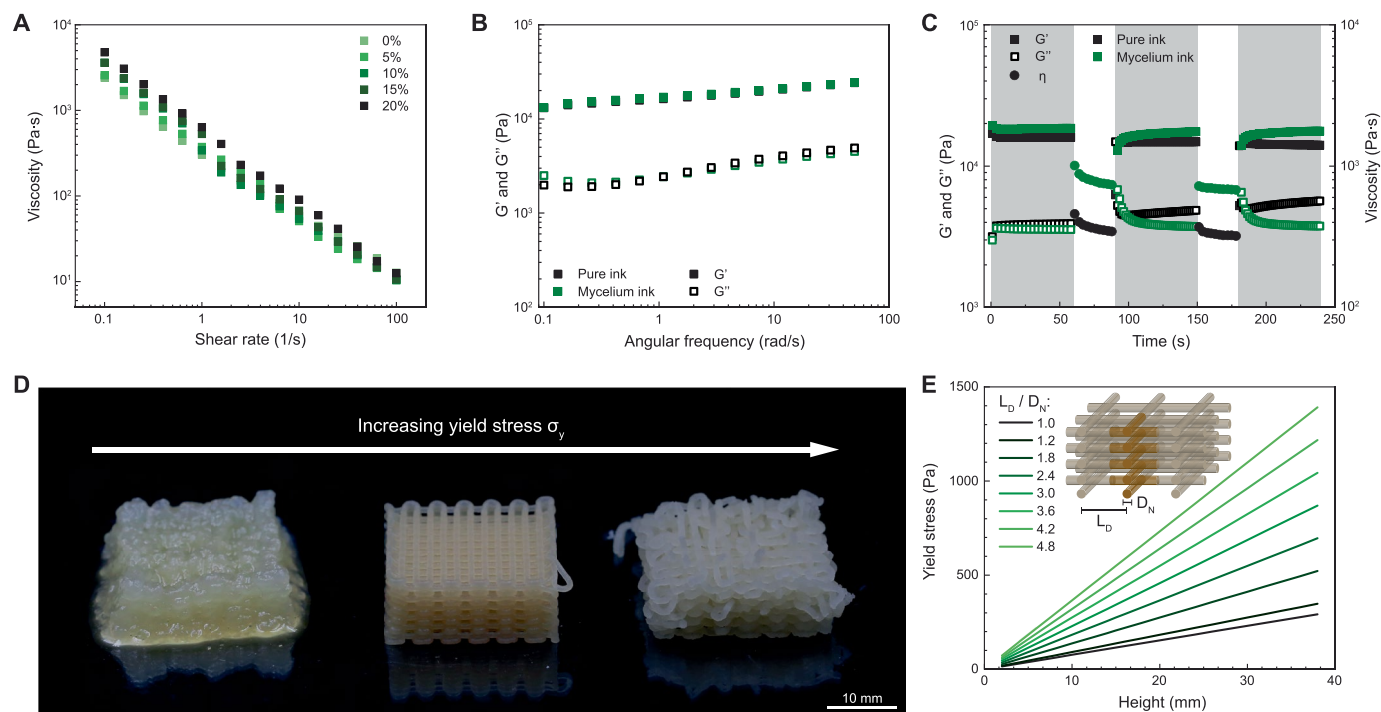 A
Viscosity (Pa·s)
10⁴
10³
10²
10¹
0%
5%
10%
15%
20%
0.1
1
10
100
Shear rate (1/s)
B
G' and G'' (Pa)
10⁵
10⁴
10³
10²
Pure ink
G'
Mycelium ink
G''
0.1
1
10
100
Angular frequency (rad/s)
C
G' and G'' (Pa)
10⁵
10⁴
10³
G'
Pure ink
G''
Mycelium ink
η
10⁴
10³
10²
Viscosity (Pa·s)
0
50
100
150
200
250
Time (s)
D
Increasing yield stress σy
10 mm
E
Yield stress (Pa)
1500
1000
500
0
LD / DN:
1.0
1.2
1.8
2.4
3.0
3.6
4.2
4.8
DN
LD
0
10
20
30
40
Height (mm)